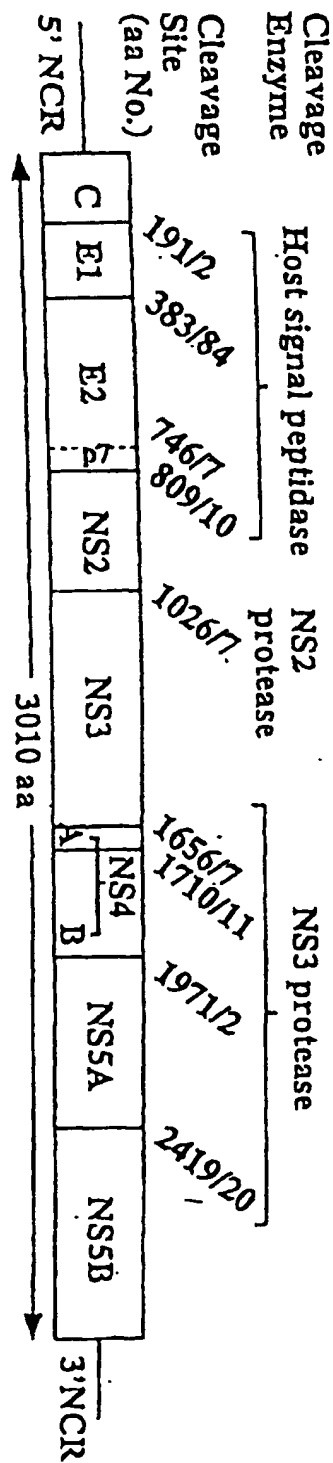 Cleavage
Enzyme
Host signal peptidase
NS2
protease
NS3 protease
Cleavage
Site
(aa No.)
191/2
383/84
746/7
809/10
1026/7
1656/7
1710/11
1971/2
2419/20
5' NCR
C
E1
E2
p7
NS2
NS3
A
NS4
B
NS5A
NS5B
3'NCR
3010 aa